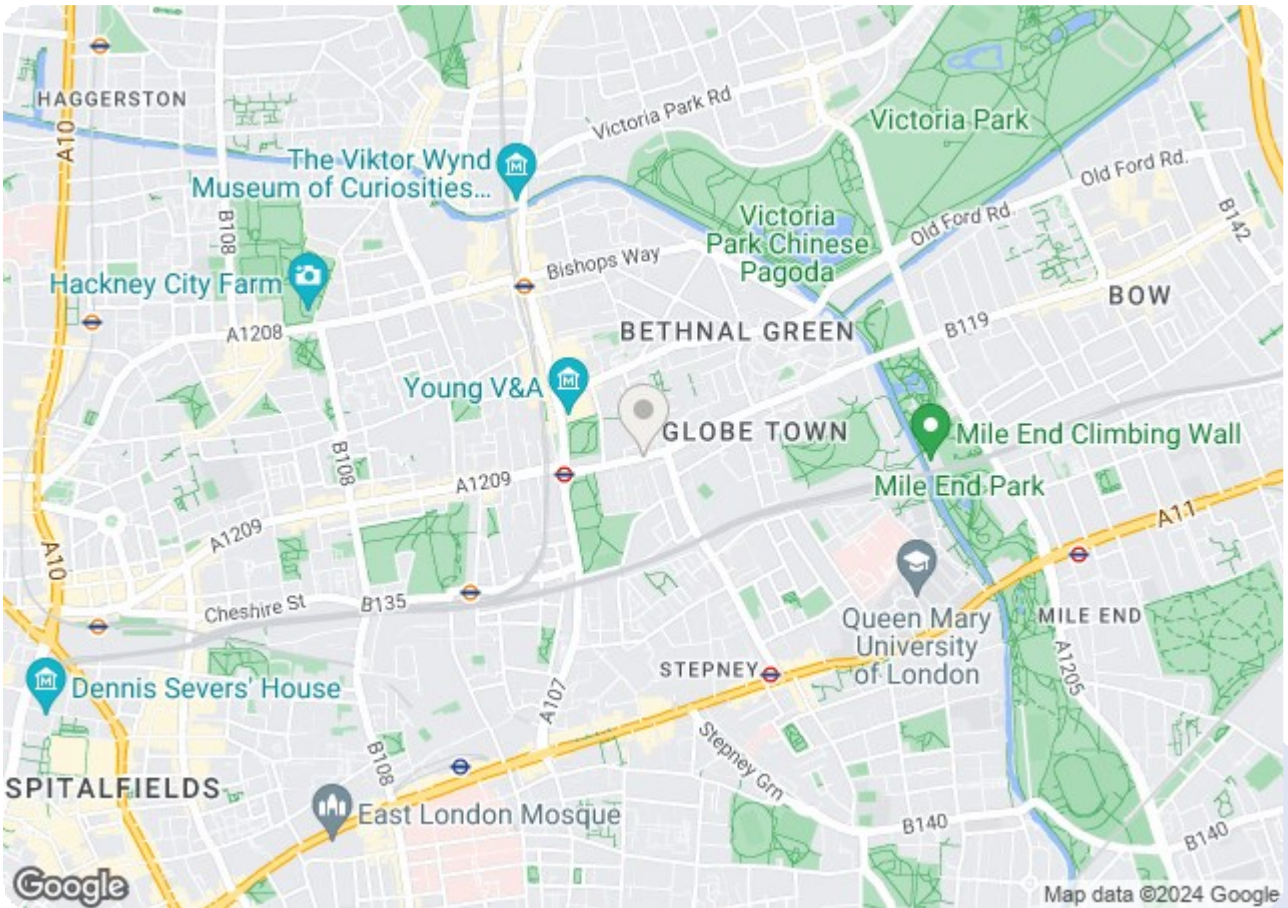 HAGGERSTON
A10
The Viktor Wynd
Museum of Curiosities...
Victoria Park Rd
Victoria Park
Old Ford Rd.
B108
Hackney City Farm
Bishops Way
Victoria
Park Chinese
Pagoda
Old Ford Rd.
B142
A1208
BETHNAL GREEN
B119
BOW
Young V&A
GLOBE TOWN
Mile End Climbing Wall
B108
A1209
Mile End Park
A11
A1209
A10
Cheshire St
B135
Queen Mary
University
of London
MILE END
STEPNEY
A1205
Dennis Severs' House
A107
SPITALFIELDS
B108
Stepney Grn
East London Mosque
B140
B140
Google
Map data ©2024 Google